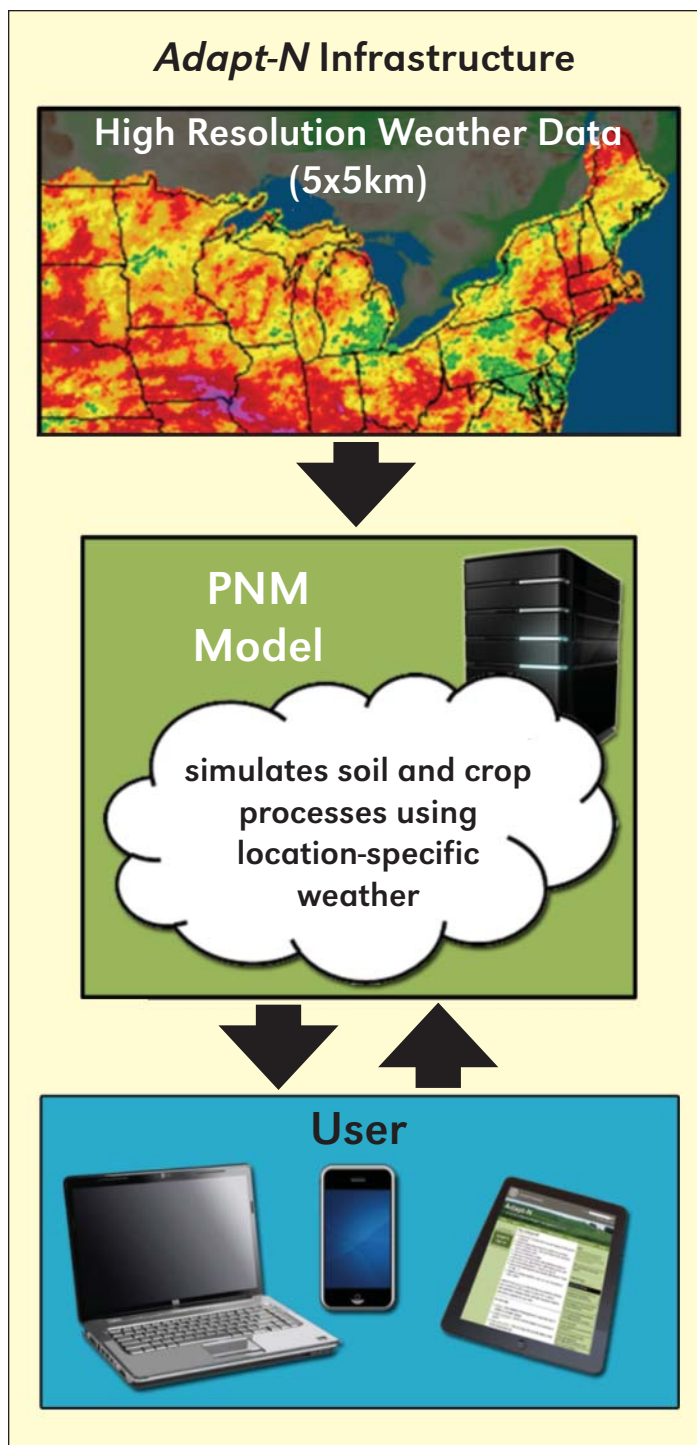 Adapt-N Infrastructure
High Resolution Weather Data
(5x5km)
PNM
Model
simulates soil and crop
processes using
location-specific
weather
User
Adapt-N